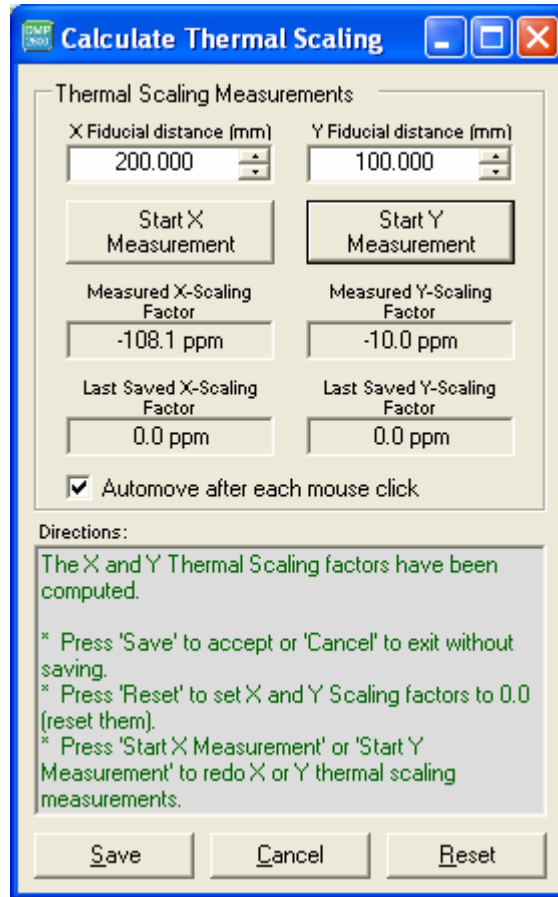 DMP
2800
Calculate Thermal Scaling
Thermal Scaling Measurements
X Fiducial distance (mm)
Y Fiducial distance (mm)
200.000
100.000
Start X
Measurement
Start Y
Measurement
Measured X-Scaling
Factor
Measured Y-Scaling
Factor
-108.1 ppm
-10.0 ppm
Last Saved X-Scaling
Factor
Last Saved Y-Scaling
Factor
0.0 ppm
0.0 ppm
Automove after each mouse click
Directions:
The X and Y Thermal Scaling factors have been
computed.
* Press 'Save' to accept or 'Cancel' to exit without
saving.
* Press 'Reset' to set X and Y Scaling factors to 0.0
(reset them).
* Press 'Start X Measurement' or 'Start Y
Measurement' to redo X or Y thermal scaling
measurements.
Save
Cancel
Reset